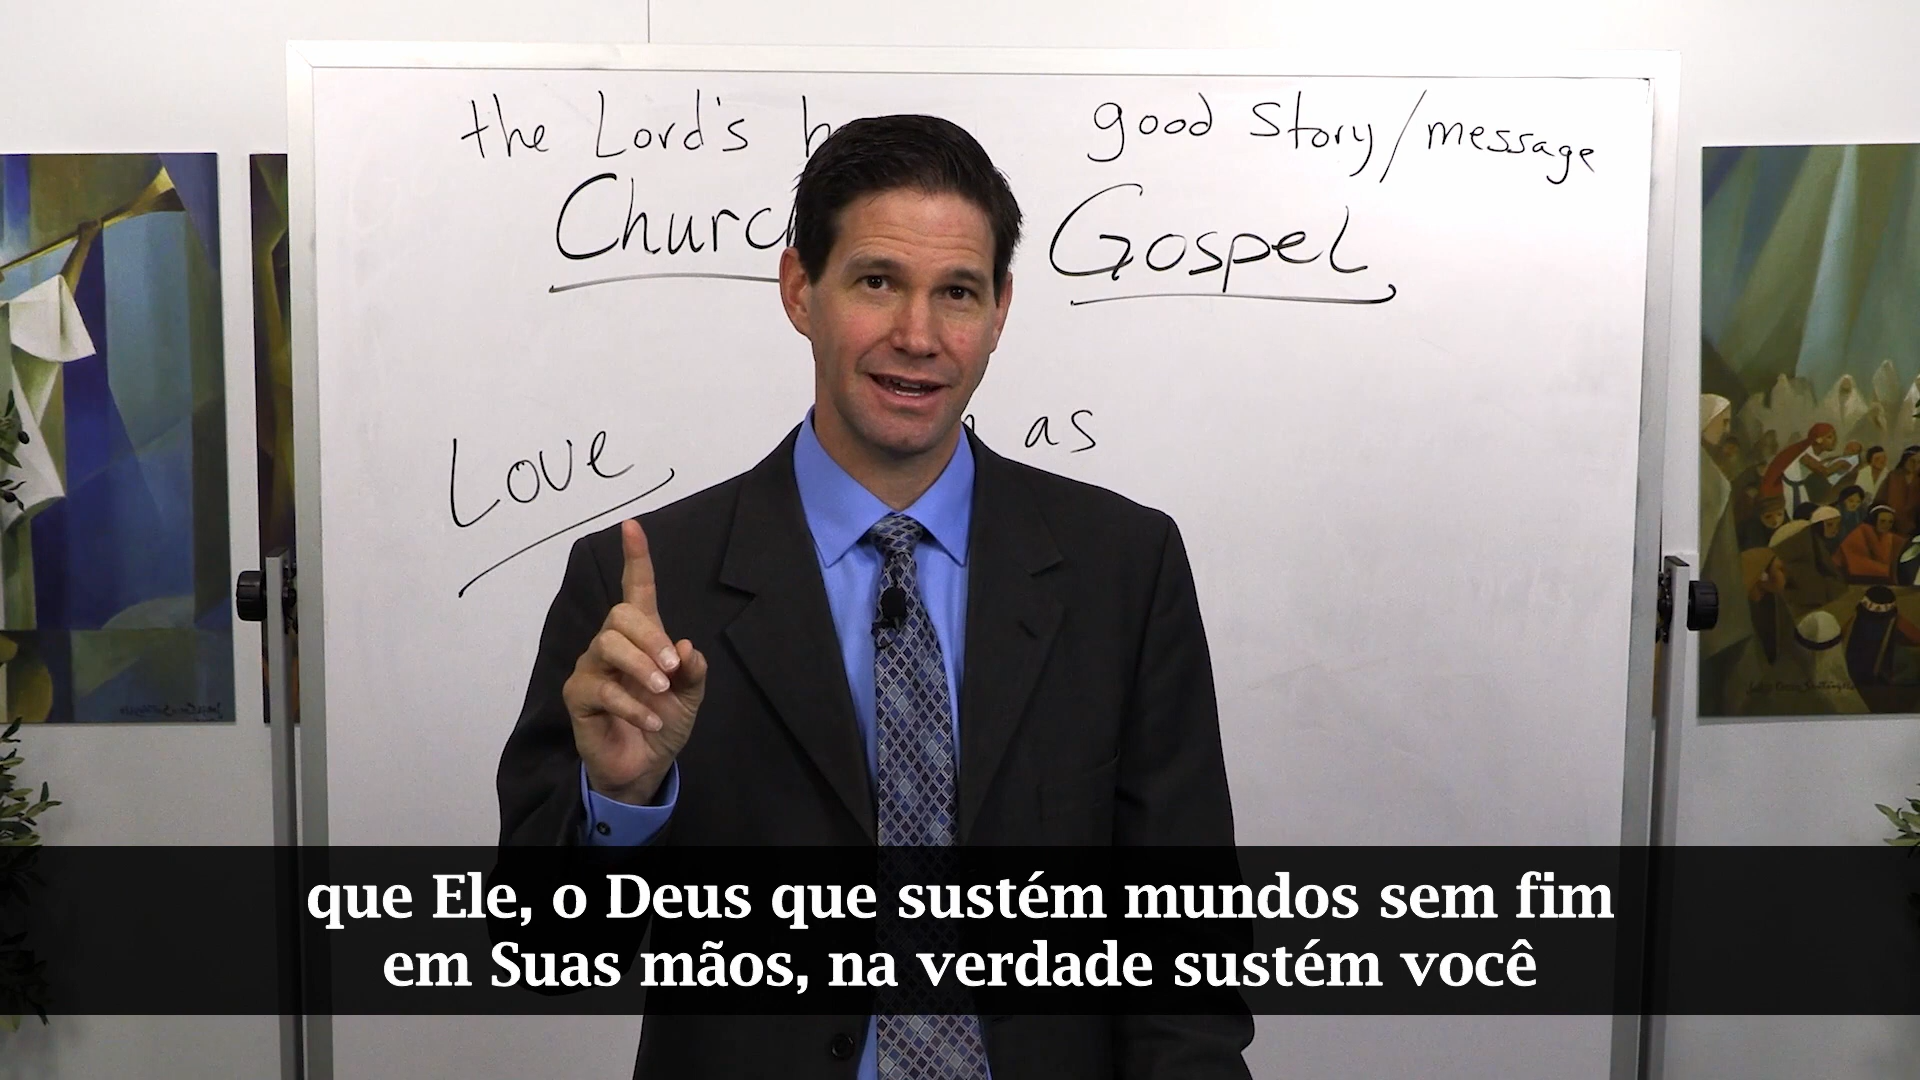 the Lord's h
good Story/message
Church
Gospel
Love
as
que Ele, o Deus que sustém mundos sem fim
em Suas mãos, na verdade sustém você